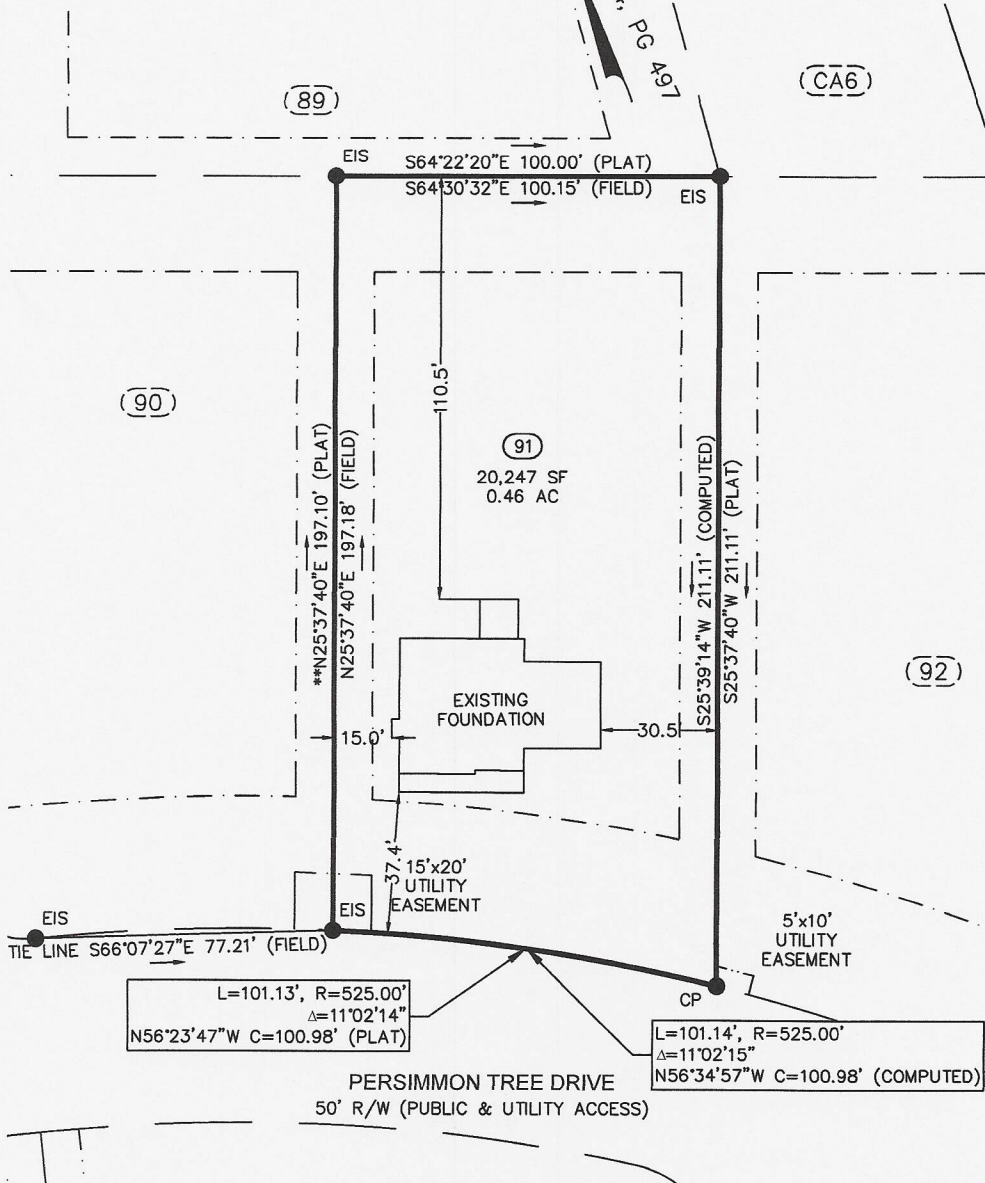 PG 497
CA6
89
EIS
S64°22'20"E 100.00' (PLAT)
S64°30'32"E 100.15' (FIELD)
EIS
110.5'
90
91
20,247 SF
0.46 AC
**N25°37'40"E 197.10' (PLAT)
N25°37'40"E 197.18' (FIELD)
S25°39'14"W 211.11' (COMPUTED)
S25°37'40"W 211.11' (PLAT)
92
EXISTING
FOUNDATION
15.0'
30.5
37.4'
15'x20'
UTILITY
EASEMENT
EIS
EIS
TIE LINE S66°07'27"E 77.21' (FIELD)
5'x10'
UTILITY
EASEMENT
CP
L=101.13', R=525.00'
Δ=11°02'14"
N56°23'47"W C=100.98' (PLAT)
L=101.14', R=525.00'
Δ=11°02'15"
N56°34'57"W C=100.98' (COMPUTED)
PERSIMMON TREE DRIVE
50' R/W (PUBLIC & UTILITY ACCESS)